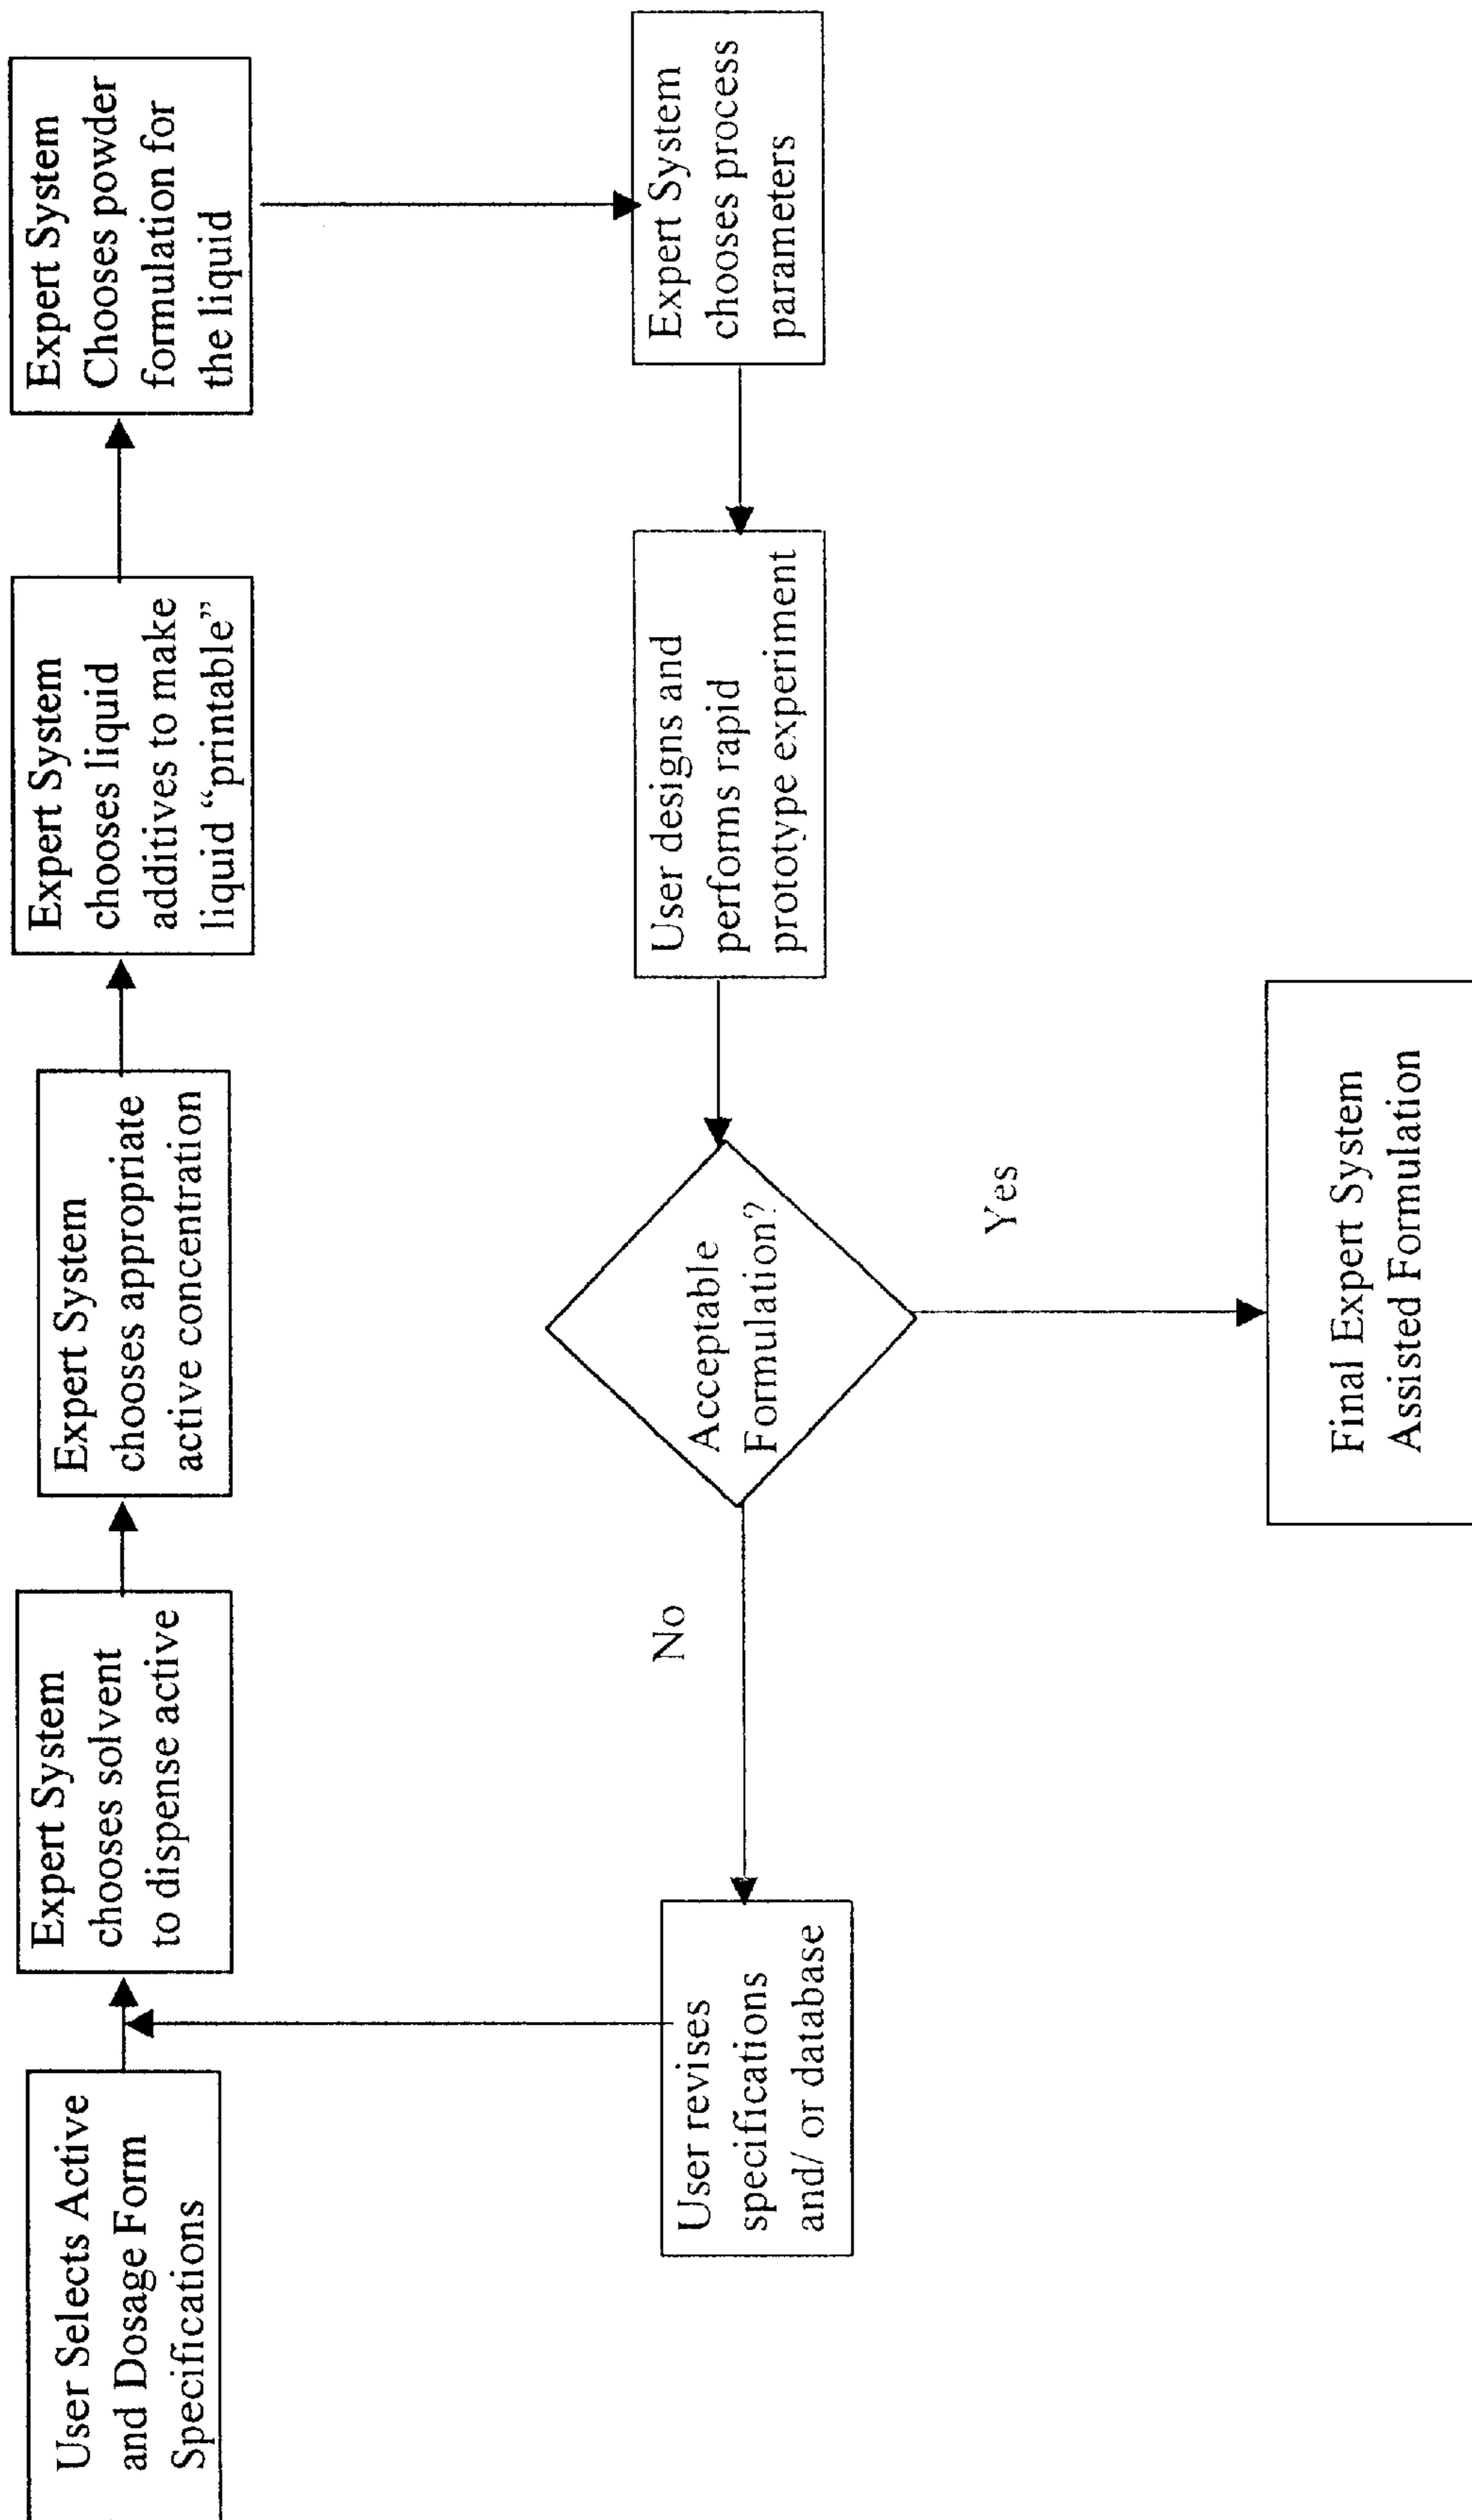 User Selects Active
and Dosage Form
Specifications
Expert System
chooses solvent
to dispense active
Expert System
chooses appropriate
active concentration
Expert System
chooses liquid
additives to make
liquid “printable”
Expert System
Chooses powder
formulation for
the liquid
Expert System
chooses process
parameters
User designs and
performs rapid
prototype experiment
Acceptable
Formulation?
No
User revises
specifications
and/ or database
Yes
Final Expert System
Assisted Formulation